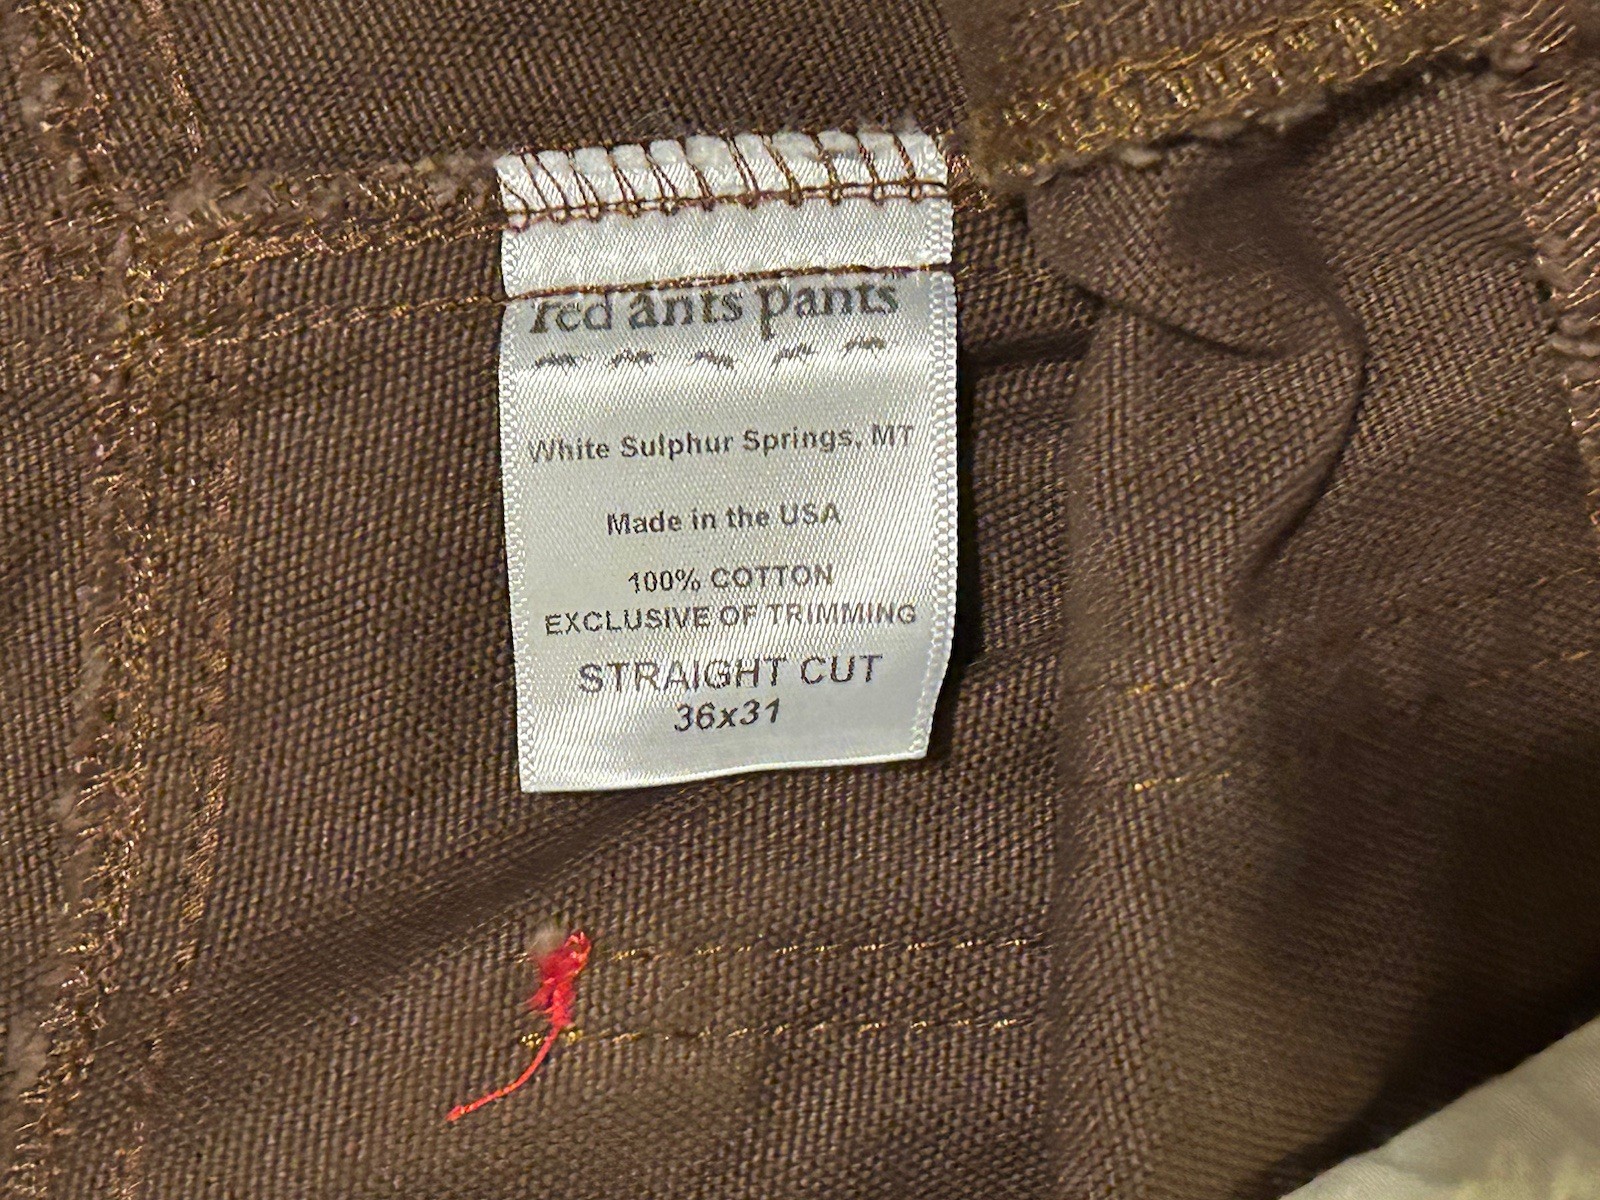 red ants pants
White Sulphur Springs, MT
Made in the USA
100% COTTON
EXCLUSIVE OF TRIMMING
STRAIGHT CUT
36x31